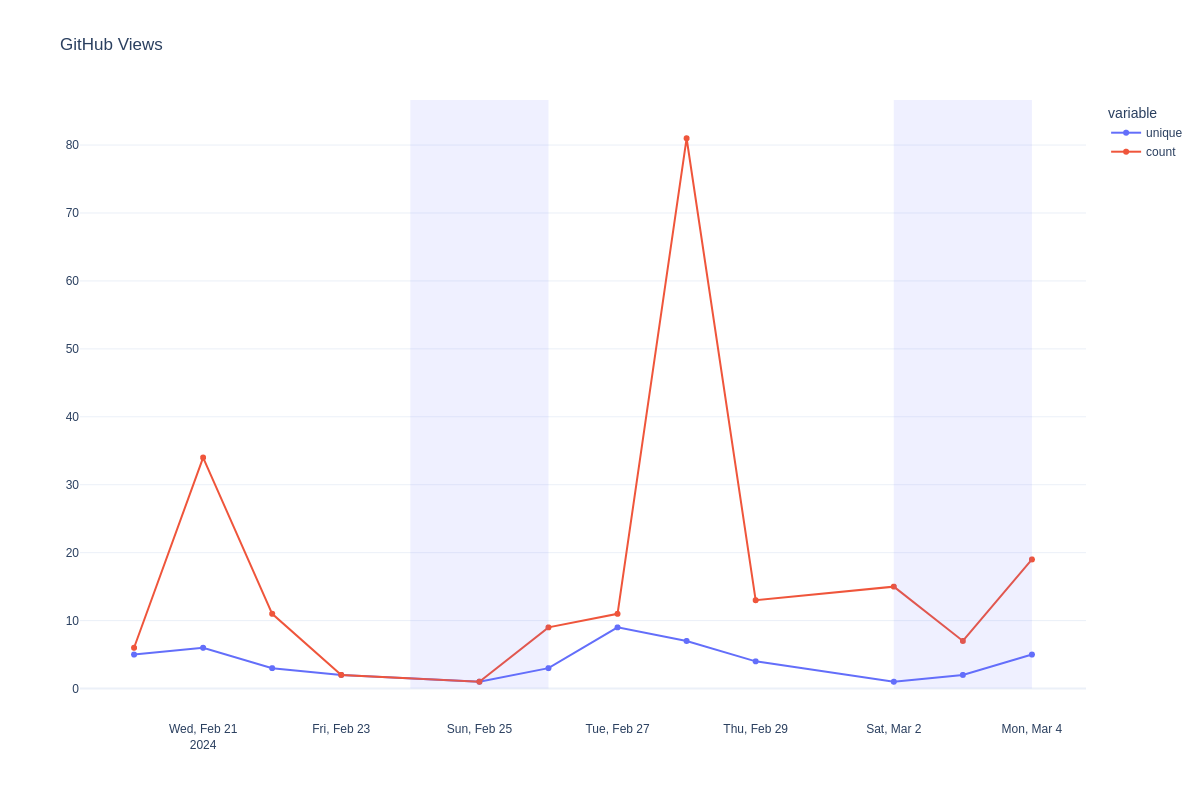 GitHub Views
variable
unique
count
80
70
60
50
40
30
20
10
0
Wed, Feb 21
2024
Fri, Feb 23
Sun, Feb 25
Tue, Feb 27
Thu, Feb 29
Sat, Mar 2
Mon, Mar 4